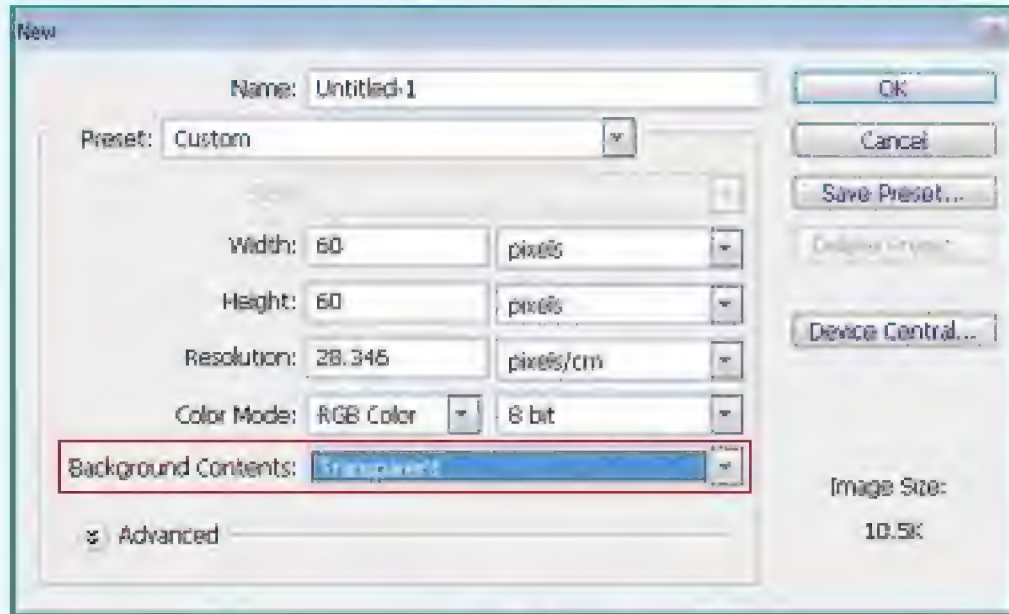 New
Name: Untitled-1
OK
Preset: Custom
Cancel
Save Preset...
Width: 60 pixels
Height: 60 pixels
Device Central...
Resolution: 28.346 pixels/cm
Color Mode: RGB Color 8 bit
Background Contents: Transparent
Image Size:
10.5K
Advanced